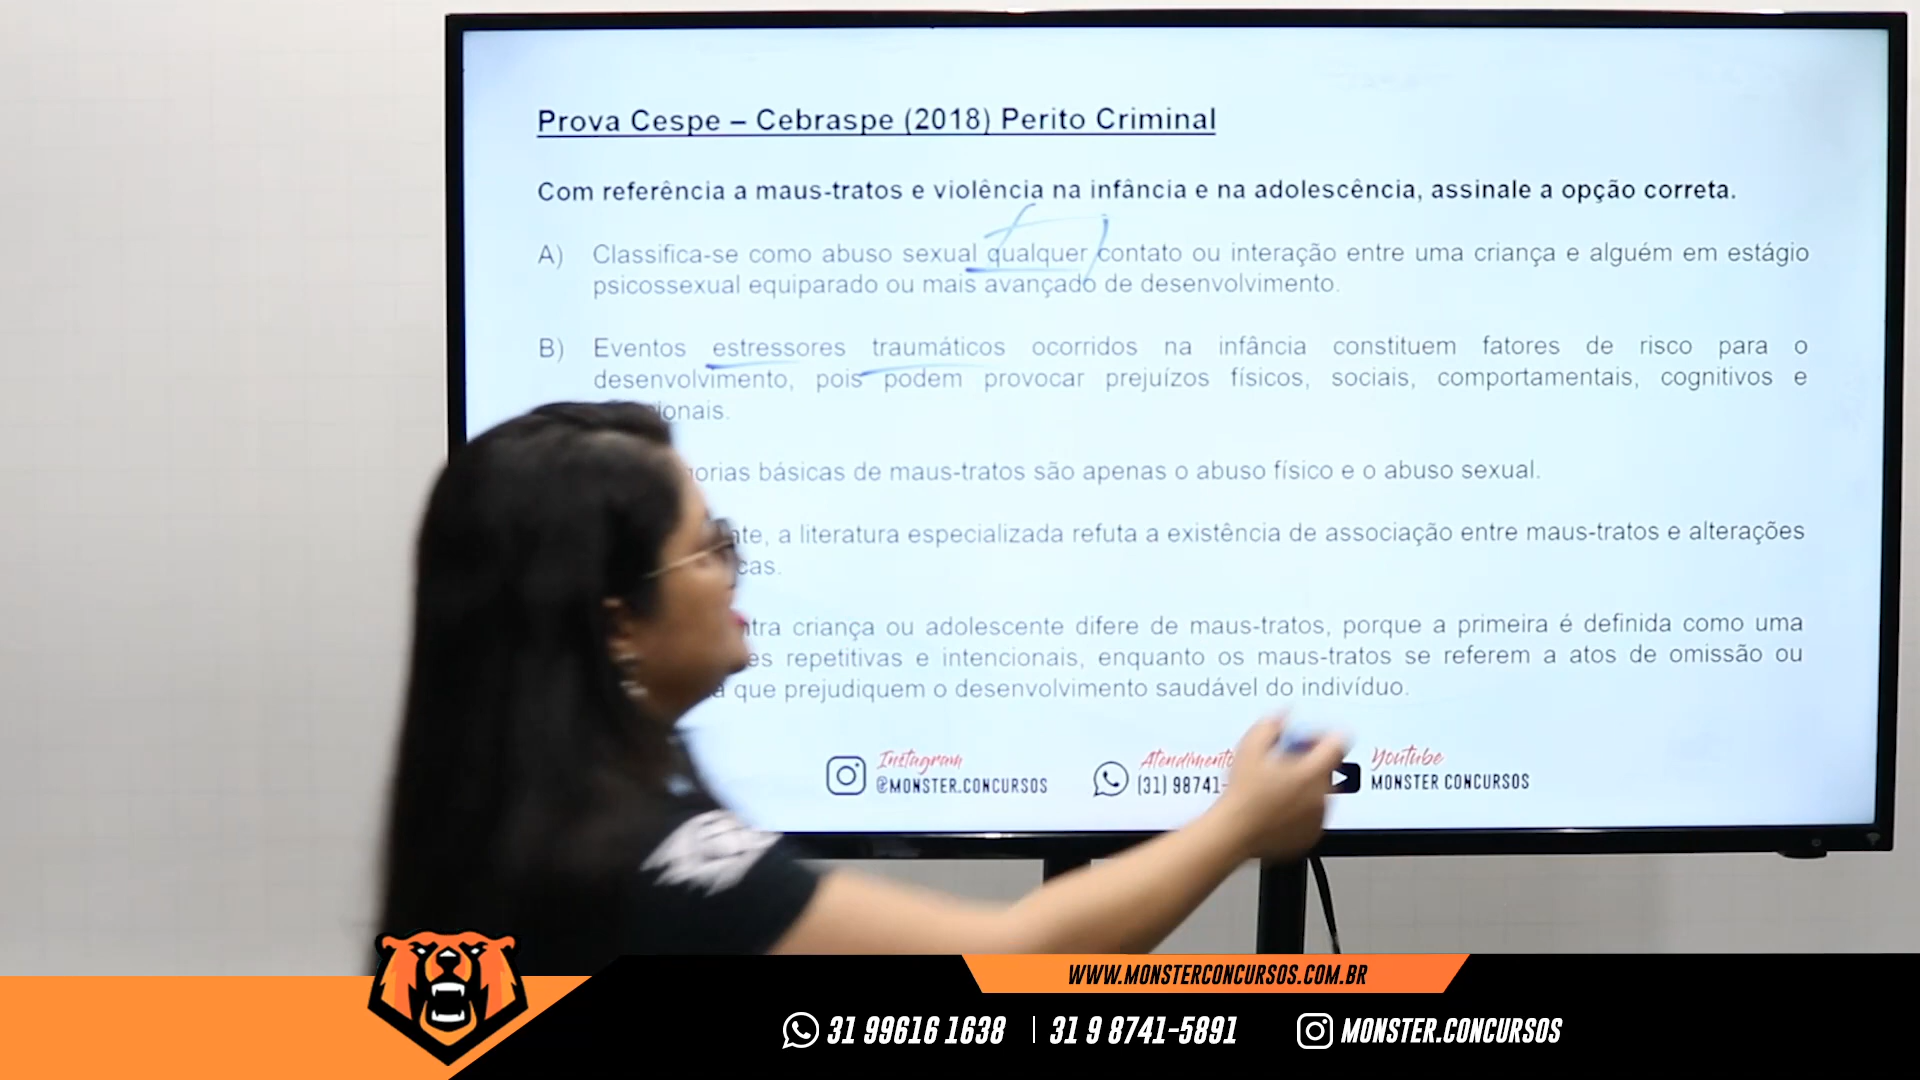 Prova Cespe – Cebraspe (2018) Perito Criminal
Com referência a maus-tratos e violência na infância e na adolescência, assinale a opção correta.
A) Classifica-se como abuso sexual qualquer contato ou interação entre uma criança e alguém em estágio
psicossexual equiparado ou mais avançado de desenvolvimento.
B) Eventos estressores traumáticos ocorridos na infância constituem fatores de risco para o
desenvolvimento, pois podem provocar prejuízos físicos, sociais, comportamentais, cognitivos e
básicas de maus-tratos são apenas o abuso físico e o abuso sexual.
a literatura especializada refuta a existência de associação entre maus-tratos e alterações
criança ou adolescente difere de maus-tratos, porque a primeira é definida como uma
repetitivas e intencionais, enquanto os maus-tratos se referem a atos de omissão ou
que prejudiquem o desenvolvimento saudável do indivíduo.
Instagram
@MONSTER.CONCURSOS
Atendimento
(31) 98741-
Youtube
MONSTER CONCURSOS
WWW.MONSTERCONCURSOS.COM.BR
31 99616 1638 | 31 9 8741-5891
MONSTER.CONCURSOS